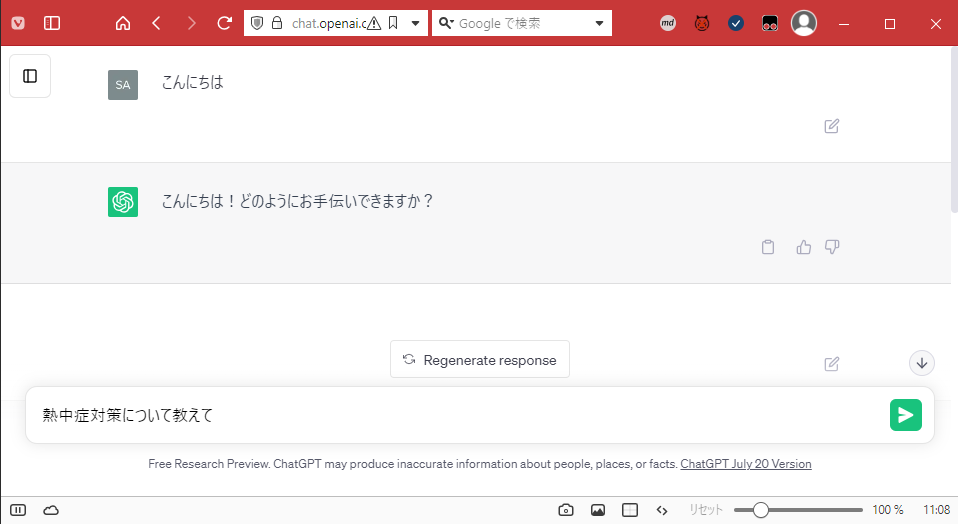 chat.openai.c
Google で検索
md
SA
こんにちは
こんにちは！どのようにお手伝いできますか？
Regenerate response
熱中症対策について教えて
Free Research Preview. ChatGPT may produce inaccurate information about people, places, or facts. ChatGPT July 20 Version
リセット
100 %
11:08